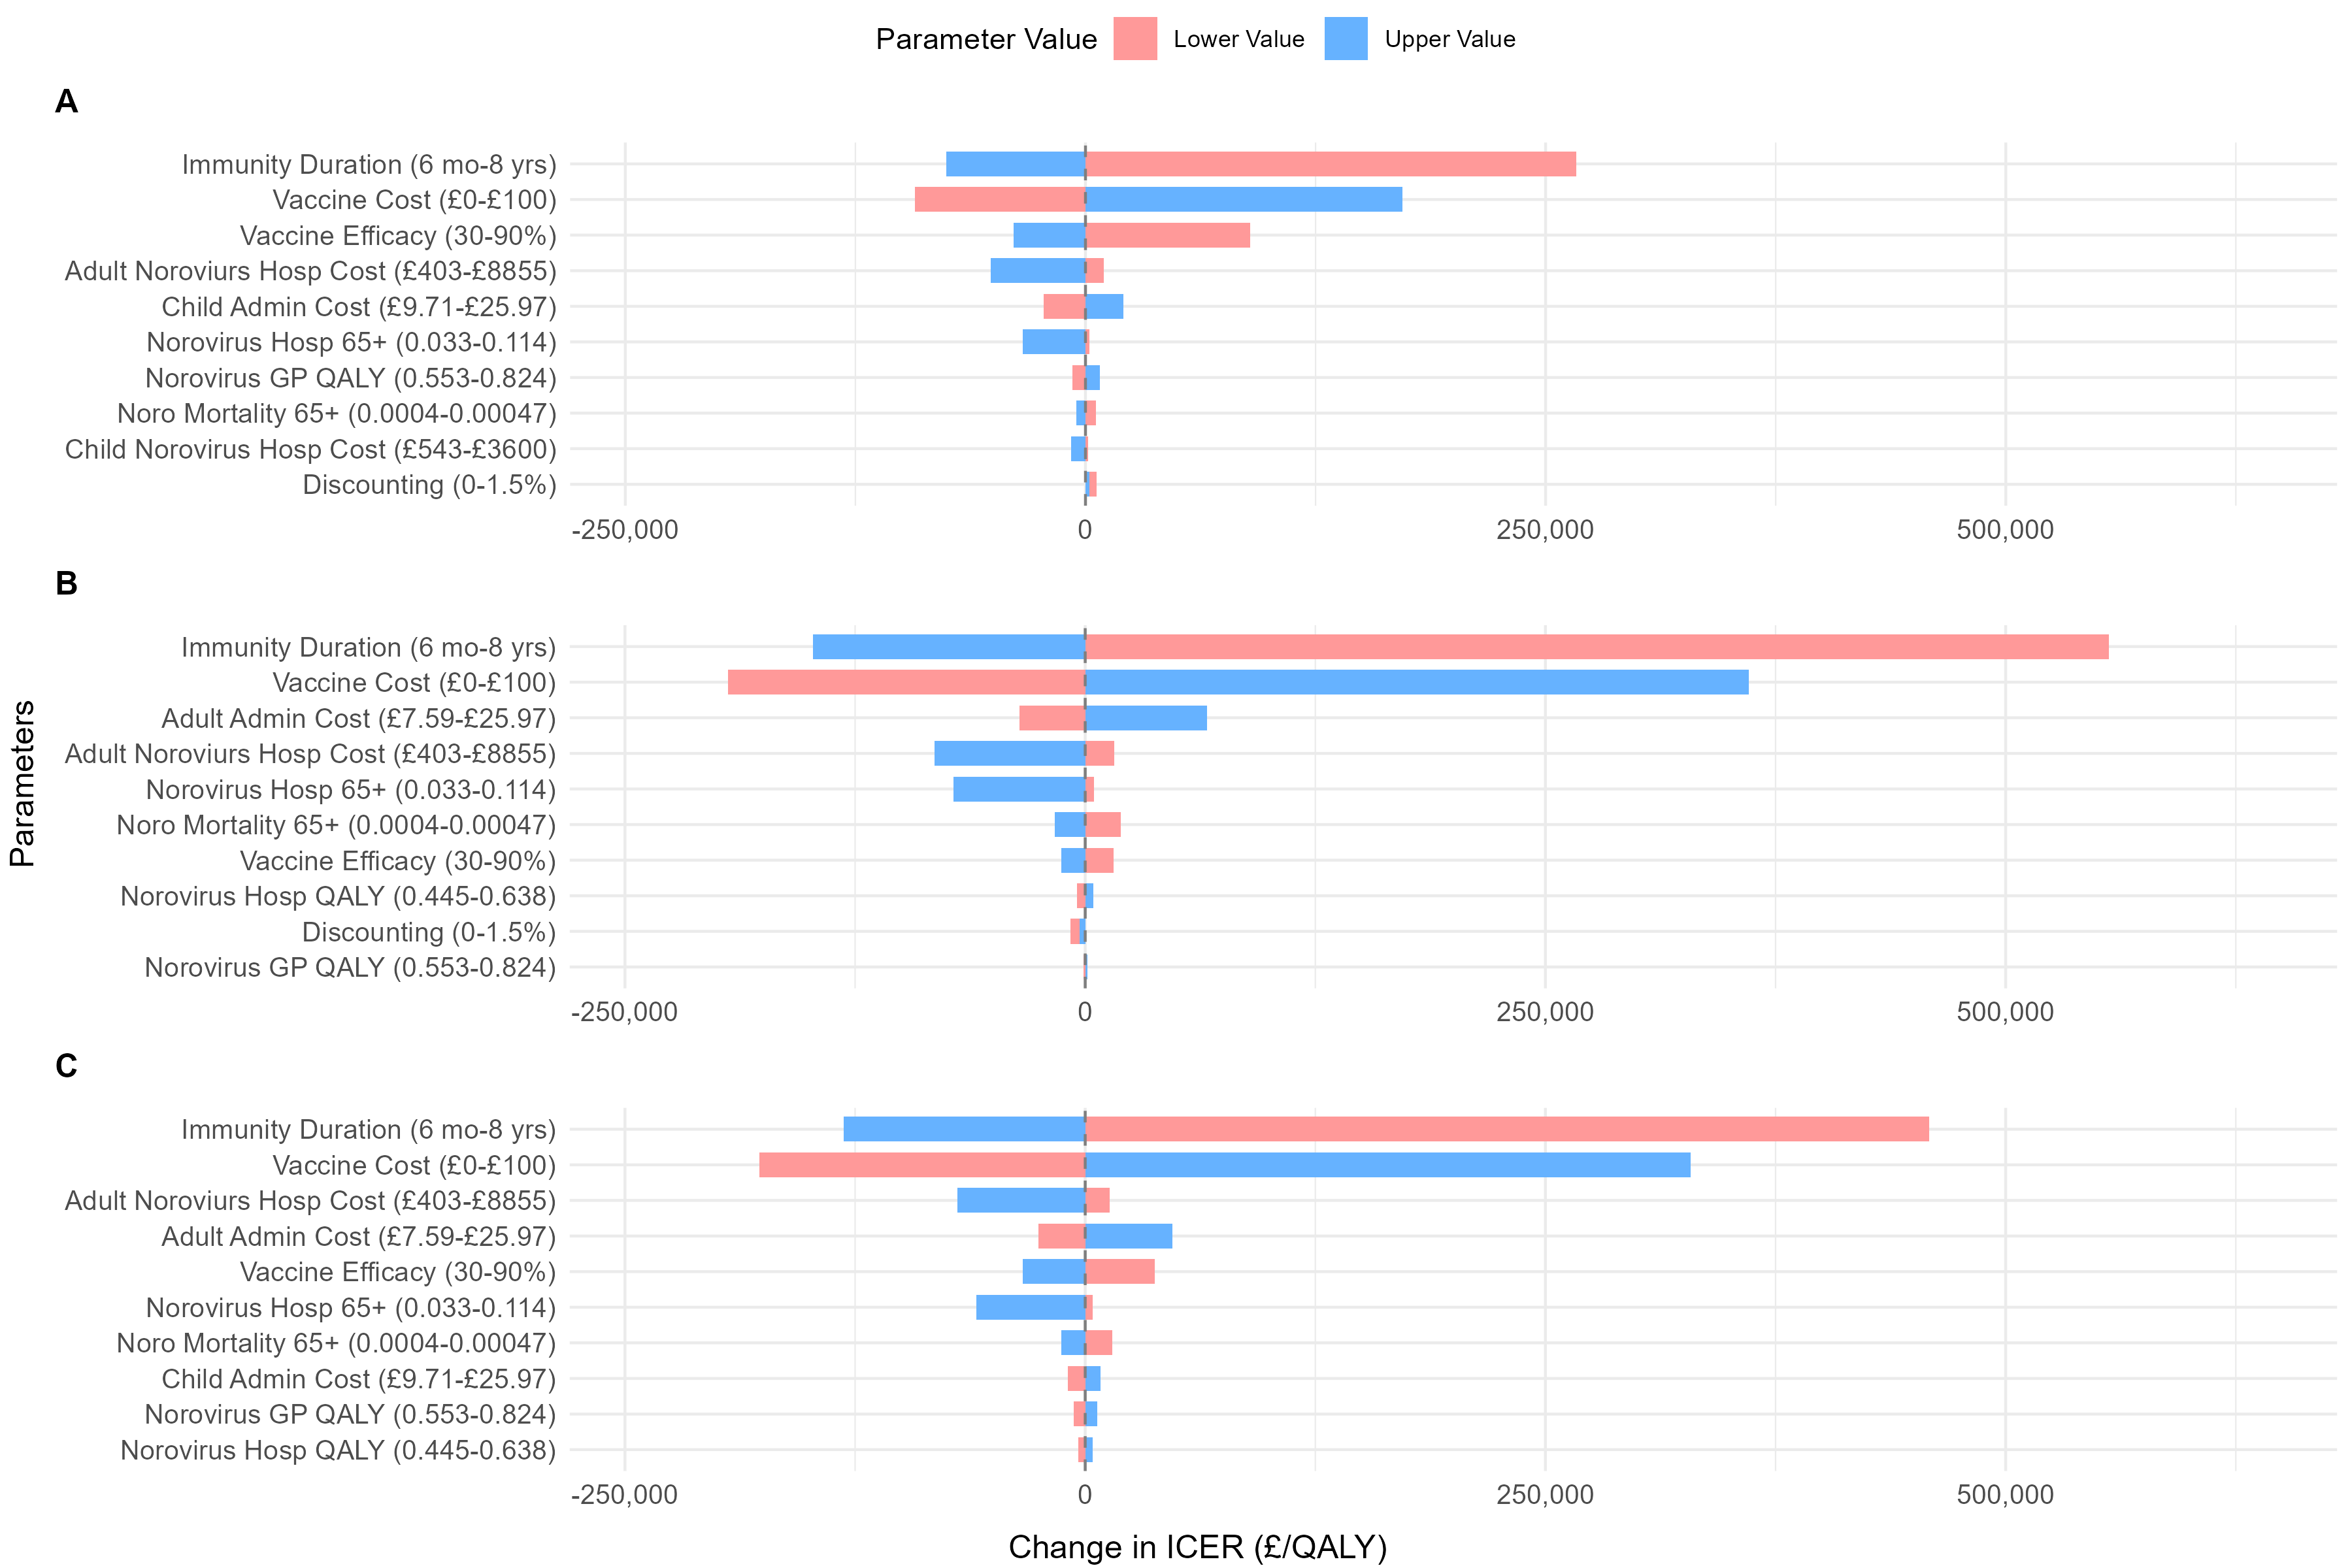 Parameter Value Lower Value Upper Value
A
Immunity Duration (6 mo-8 yrs)
Vaccine Cost (£0-£100)
Vaccine Efficacy (30-90%)
Adult Noroviurs Hosp Cost (£403-£8855)
Child Admin Cost (£9.71-£25.97)
Norovirus Hosp 65+ (0.033-0.114)
Norovirus GP QALY (0.553-0.824)
Noro Mortality 65+ (0.0004-0.00047)
Child Norovirus Hosp Cost (£543-£3600)
Discounting (0-1.5%)
-250,000 0 250,000 500,000
B
Parameters
Immunity Duration (6 mo-8 yrs)
Vaccine Cost (£0-£100)
Adult Admin Cost (£7.59-£25.97)
Adult Noroviurs Hosp Cost (£403-£8855)
Norovirus Hosp 65+ (0.033-0.114)
Noro Mortality 65+ (0.0004-0.00047)
Vaccine Efficacy (30-90%)
Norovirus Hosp QALY (0.445-0.638)
Discounting (0-1.5%)
Norovirus GP QALY (0.553-0.824)
-250,000 0 250,000 500,000
C
Immunity Duration (6 mo-8 yrs)
Vaccine Cost (£0-£100)
Adult Noroviurs Hosp Cost (£403-£8855)
Adult Admin Cost (£7.59-£25.97)
Vaccine Efficacy (30-90%)
Norovirus Hosp 65+ (0.033-0.114)
Noro Mortality 65+ (0.0004-0.00047)
Child Admin Cost (£9.71-£25.97)
Norovirus GP QALY (0.553-0.824)
Norovirus Hosp QALY (0.445-0.638)
-250,000 0 250,000 500,000
Change in ICER (£/QALY)